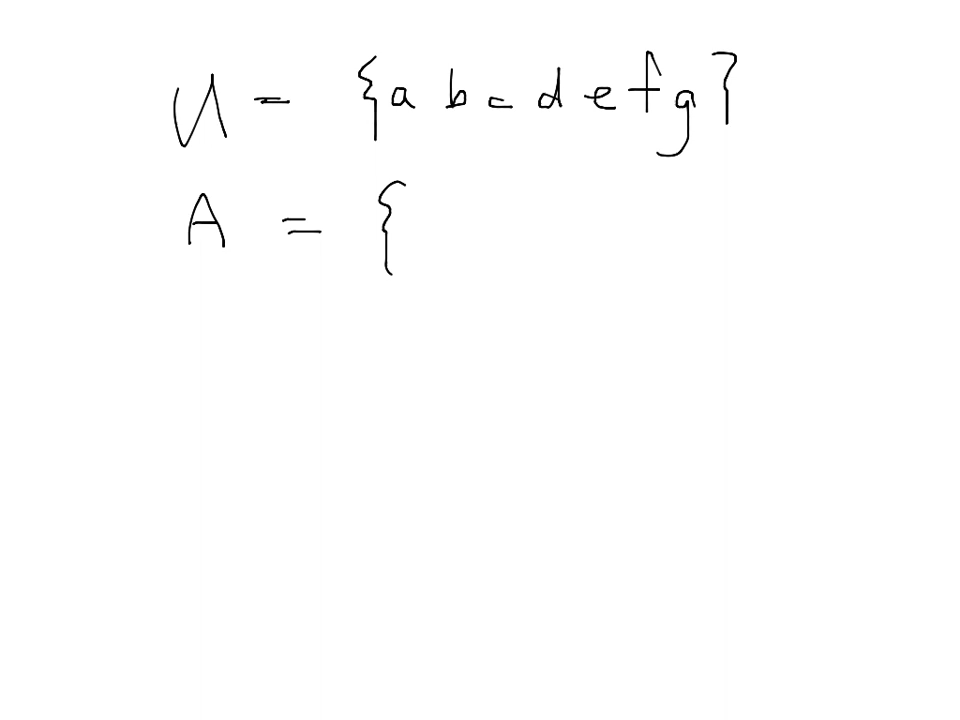 U = {a b c d e f g}
A = {